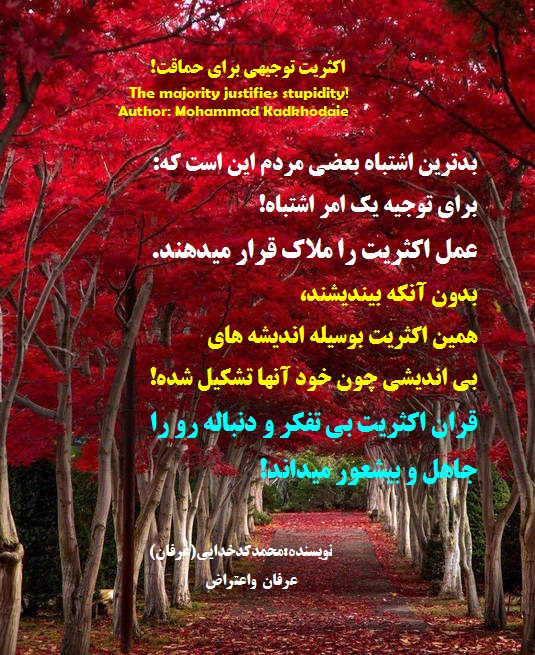 اکثریت توجیهی برای حماقت!
The majority justifies stupidity!
Author: Mohammad Kadkhodaie
بدترین اشتباه بعضی مردم این است که:
برای توجیه یک امر اشتباه!
عمل اکثریت را ملاک قرار میدهند.
بدون آنکه بیندیشند،
همین اکثریت بوسیله اندیشه های
بی اندیشی چون خود آنها تشکیل شده!
قران اکثریت بی تفکر و دنباله رو را
جاهل و بیشعور میداند!
نویسنده:محمدکدخدایی(عرفان)
عرفان واعتراض